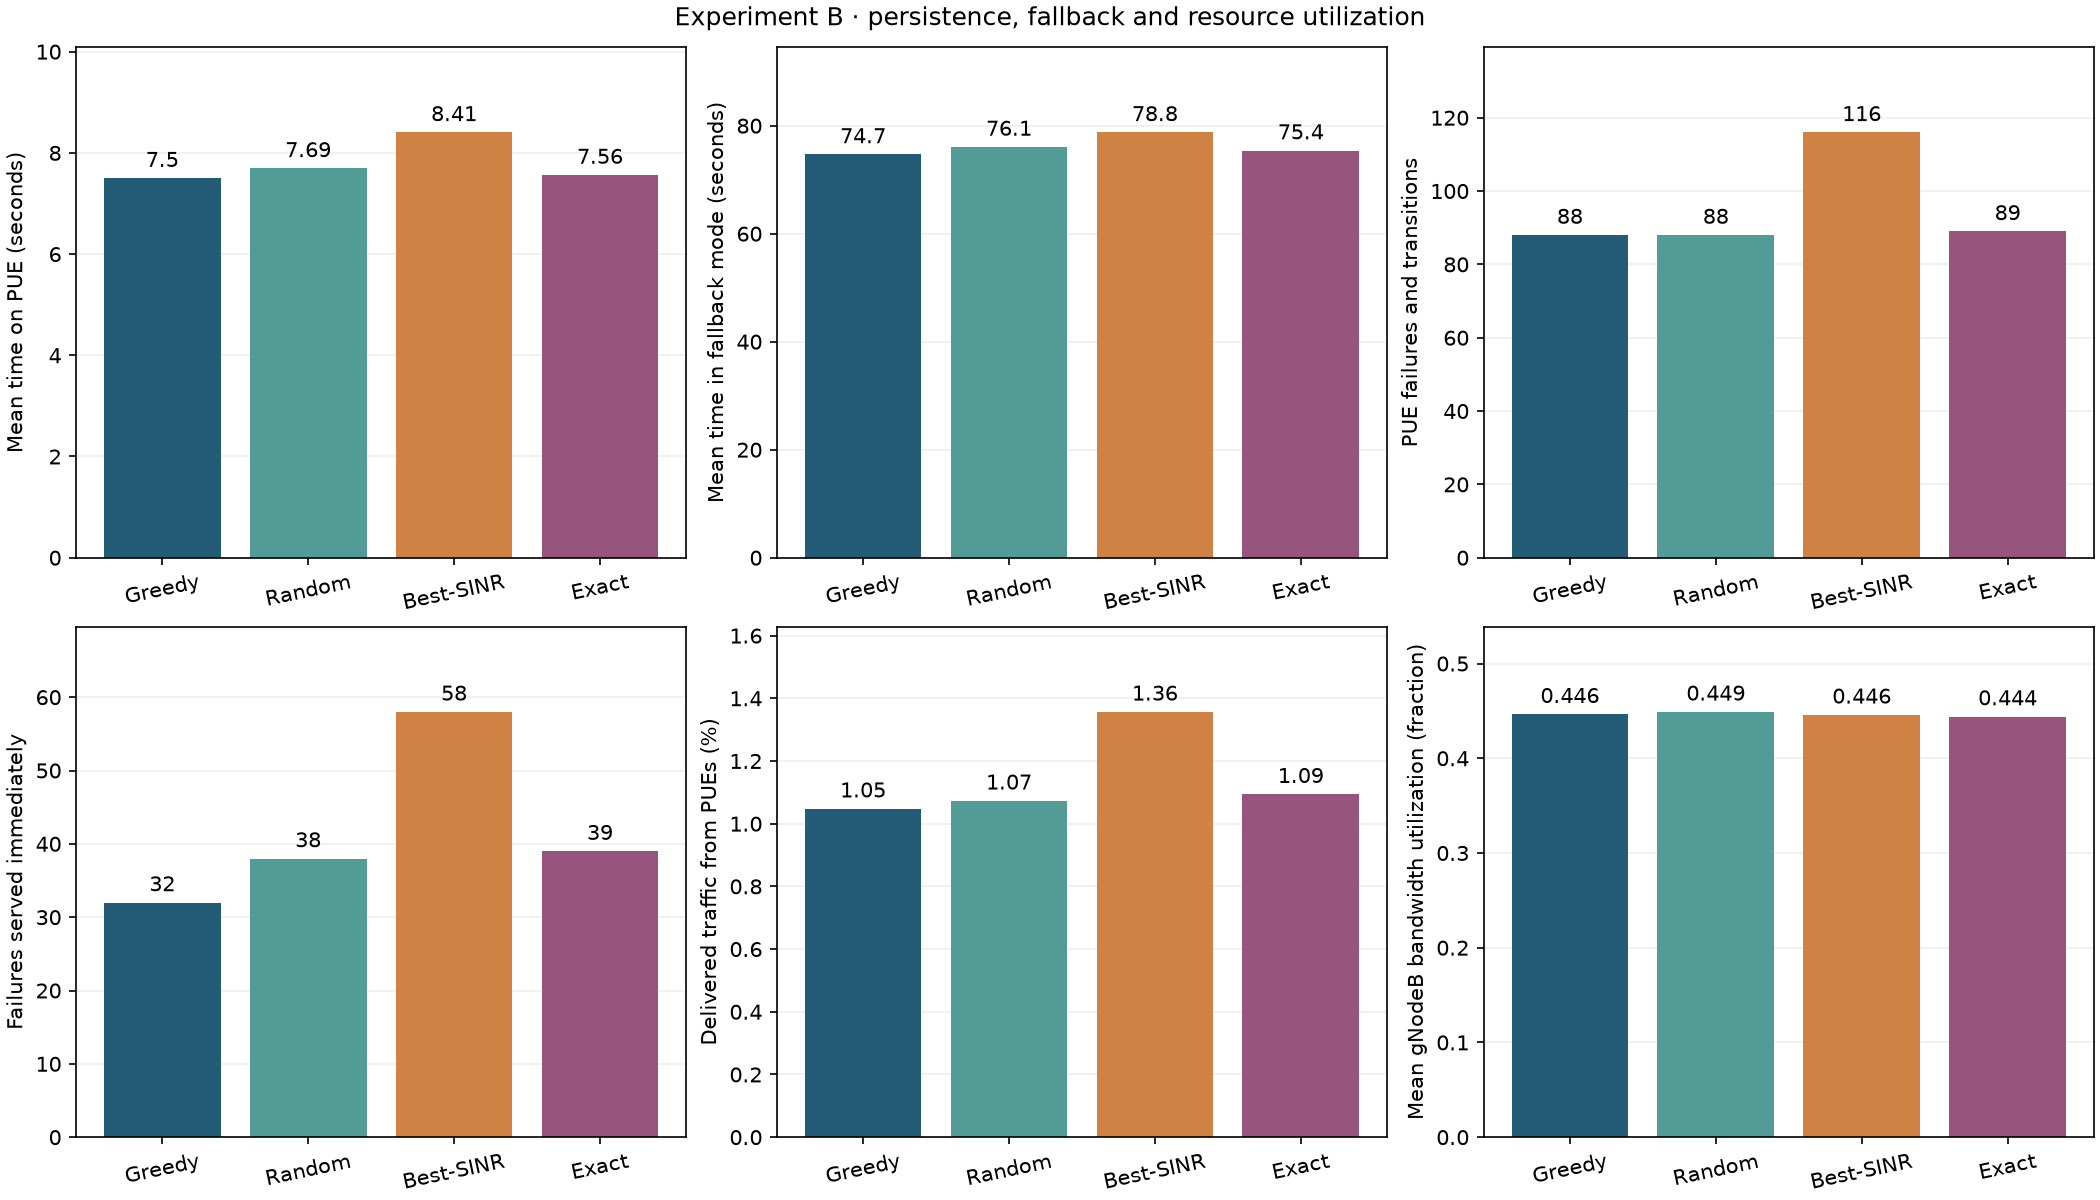 Experiment B · persistence, fallback and resource utilization
Mean time on PUE (seconds)
10
8
6
4
2
0
7.5
7.69
8.41
7.56
Greedy
Random
Best-SINR
Exact
Mean time in fallback mode (seconds)
80
60
40
20
0
74.7
76.1
78.8
75.4
Greedy
Random
Best-SINR
Exact
PUE failures and transitions
120
100
80
60
40
20
0
88
88
116
89
Greedy
Random
Best-SINR
Exact
Failures served immediately
60
50
40
30
20
10
0
32
38
58
39
Greedy
Random
Best-SINR
Exact
Delivered traffic from PUEs (%)
1.6
1.4
1.2
1.0
0.8
0.6
0.4
0.2
0.0
1.05
1.07
1.36
1.09
Greedy
Random
Best-SINR
Exact
Mean gNodeB bandwidth utilization (fraction)
0.5
0.4
0.3
0.2
0.1
0.0
0.446
0.449
0.446
0.444
Greedy
Random
Best-SINR
Exact